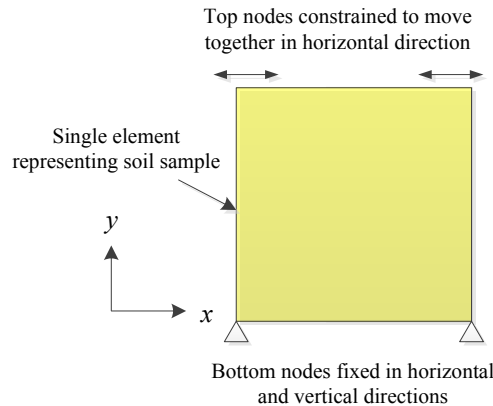 Top nodes constrained to move
together in horizontal direction
Single element
representing soil sample
y
x
Bottom nodes fixed in horizontal
and vertical directions